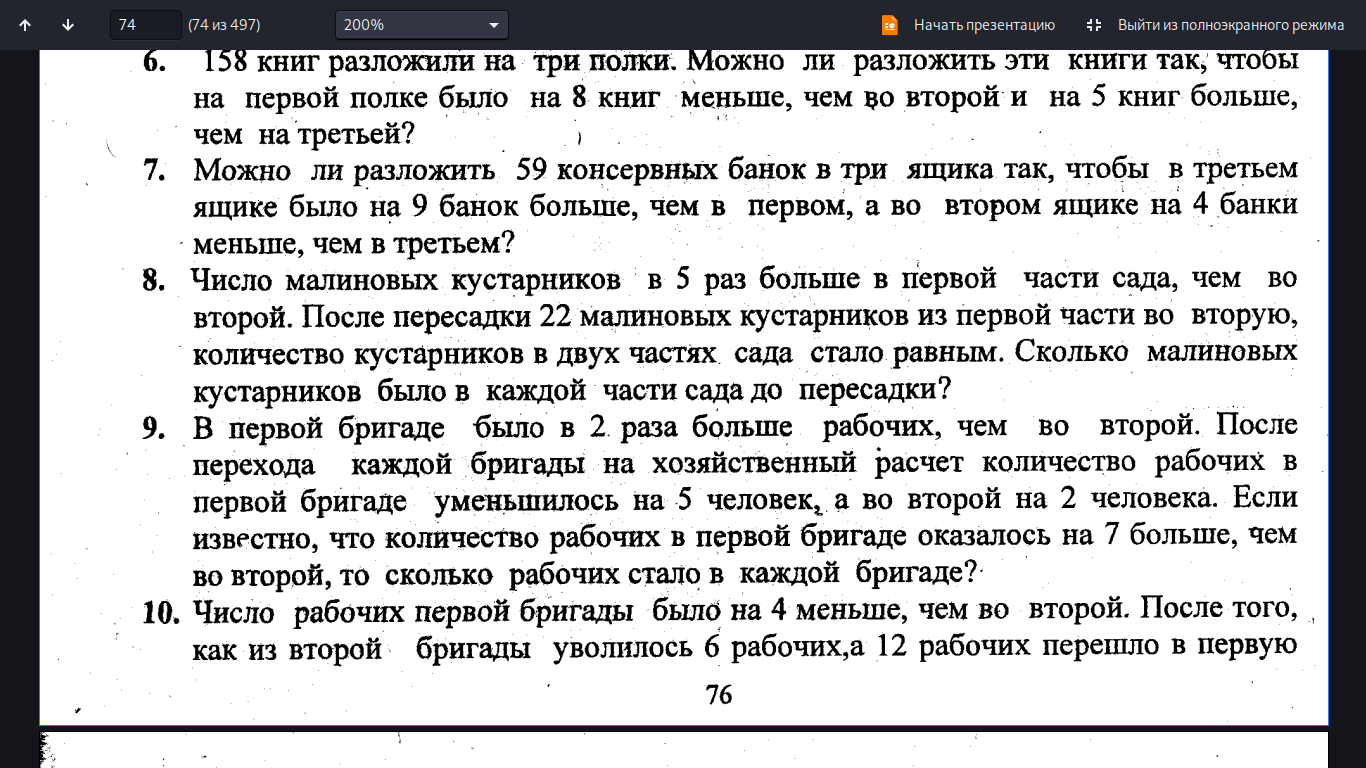 74 (74 из 497) 200% Начать презентацию Выйти из полноэкранного режима
6. 158 книг разложили на три полки. Можно ли разложить эти книги так, чтобы
на первой полке было на 8 книг меньше, чем во второй и на 5 книг больше,
чем на третьей?
7. Можно ли разложить 59 консервных банок в три ящика так, чтобы в третьем
ящике было на 9 банок больше, чем в первом, а во втором ящике на 4 банки
меньше, чем в третьем?
8. Число малиновых кустарников в 5 раз больше в первой части сада, чем во
второй. После пересадки 22 малиновых кустарников из первой части во вторую,
количество кустарников в двух частях сада стало равным. Сколько малиновых
кустарников было в каждой части сада до пересадки?
9. В первой бригаде было в 2 раза больше рабочих, чем во второй. После
перехода каждой бригады на хозяйственный расчет количество рабочих в
первой бригаде уменьшилось на 5 человек, а во второй на 2 человека. Если
известно, что количество рабочих в первой бригаде оказалось на 7 больше, чем
во второй, то сколько рабочих стало в каждой бригаде?
10. Число рабочих первой бригады было на 4 меньше, чем во второй. После того,
как из второй бригады уволилось 6 рабочих,а 12 рабочих перешло в первую
76